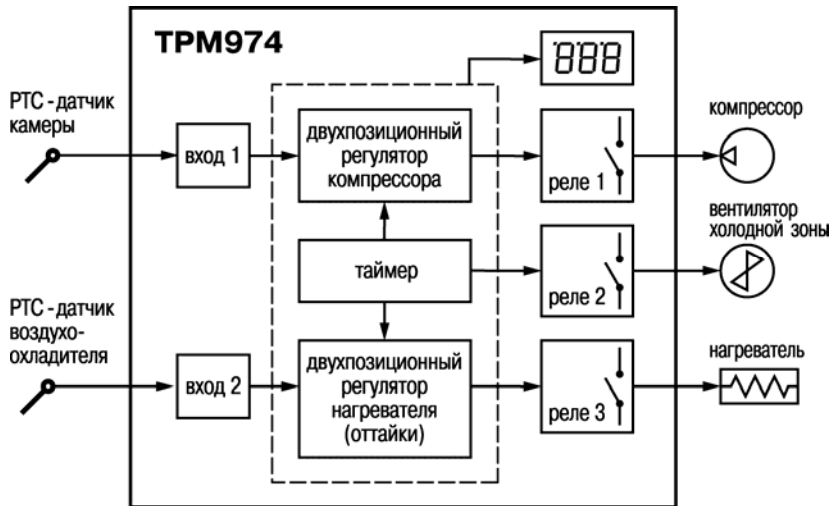 ТРМ974
888
РТС - датчик
камеры
вход 1
двухпозиционный
регулятор
компрессора
реле 1
компрессор
таймер
реле 2
вентилятор
холодной зоны
РТС - датчик
воздухо-
охладителя
вход 2
двухпозиционный
регулятор
нагревателя
(оттайки)
реле 3
нагреватель